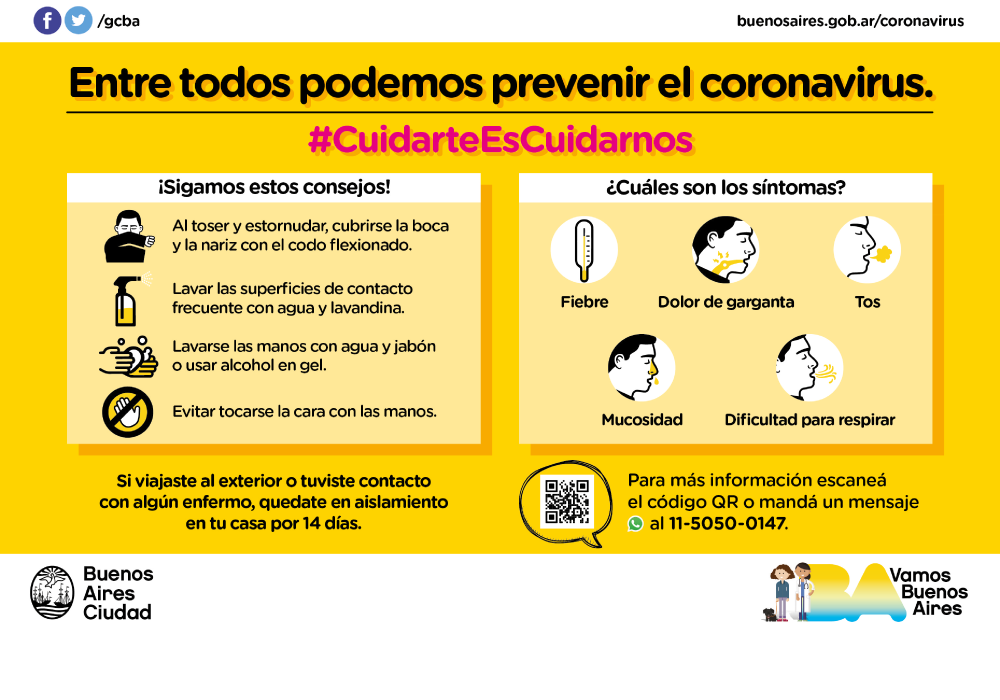 /gcba
buenosaires.gob.ar/coronavirus
Entre todos podemos prevenir el coronavirus.
#CuidarteEsCuidarnos
¡Sigamos estos consejos!
Al toser y estornudar, cubrirse la boca
y la nariz con el codo flexionado.
Lavar las superficies de contacto
frecuente con agua y lavandina.
Lavarse las manos con agua y jabón
o usar alcohol en gel.
Evitar tocarse la cara con las manos.
¿Cuáles son los síntomas?
Fiebre
Dolor de garganta
Tos
Mucosidad
Dificultad para respirar
Si viajaste al exterior o tuviste contacto
con algún enfermo, quedate en aislamiento
en tu casa por 14 días.
Para más información escaneá
el código QR o mandá un mensaje
al 11-5050-0147.
Buenos
Aires
Ciudad
BA
Vamos
Buenos
Aires